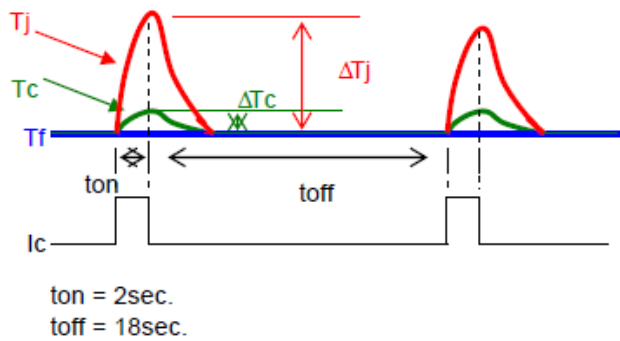 Tj
ΔTj
Tc
ΔTc
Tf
ton
toff
Ic
ton = 2sec.
toff = 18sec.